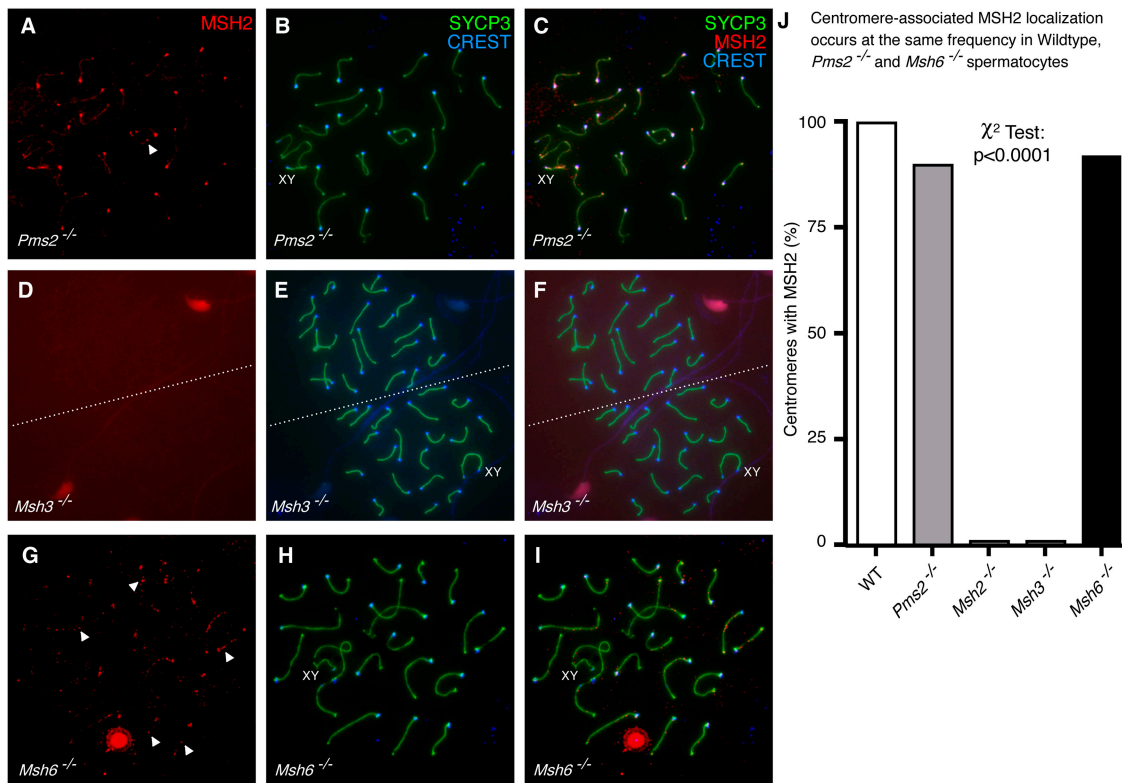 A
MSH2
Pms2 -/-
B
SYCP3
CREST
XY
Pms2 -/-
C
SYCP3
MSH2
CREST
XY
Pms2 -/-
D
Msh3 -/-
E
XY
Msh3 -/-
F
XY
Msh3 -/-
G
Msh6 -/-
H
XY
Msh6 -/-
I
XY
Msh6 -/-
J
Centromere-associated MSH2 localization
occurs at the same frequency in Wildtype,
Pms2 -/- and Msh6 -/- spermatocytes
χ² Test:
p<0.0001
Centromeres with MSH2 (%)
100
75
50
25
0
WT
Pms2 -/-
Msh2 -/-
Msh3 -/-
Msh6 -/-